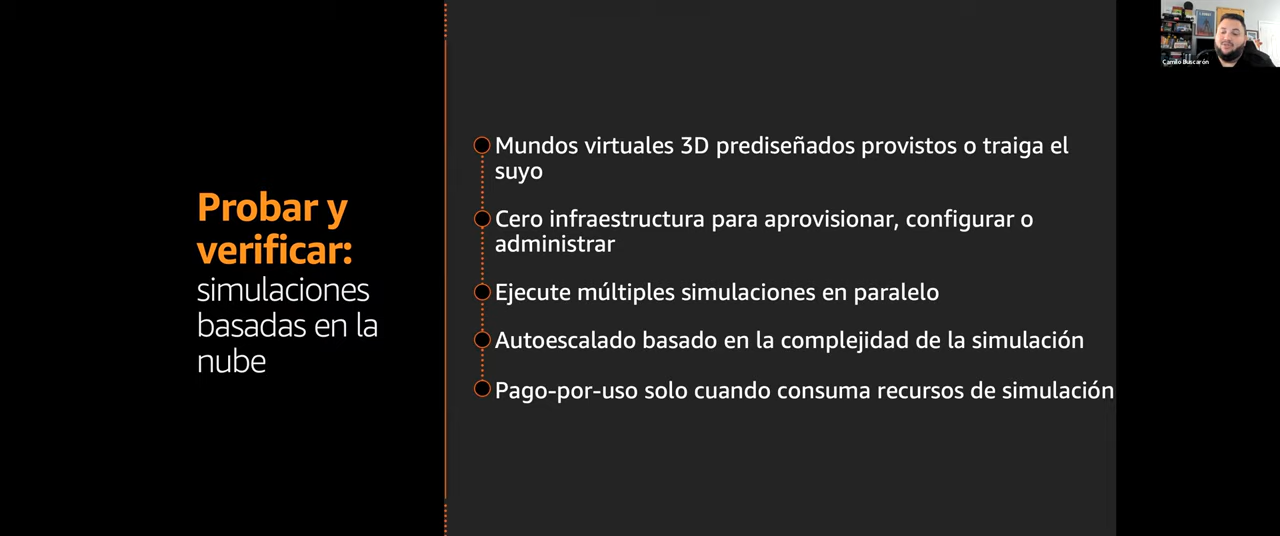 Probar y
verificar:
simulaciones
basadas en la
nube
Mundos virtuales 3D prediseñados provistos o traiga el
suyo
Cero infraestructura para aprovisionar, configurar o
administrar
Ejecute múltiples simulaciones en paralelo
Autoescalado basado en la complejidad de la simulación
Pago-por-uso solo cuando consuma recursos de simulación
Camilo Buscarón